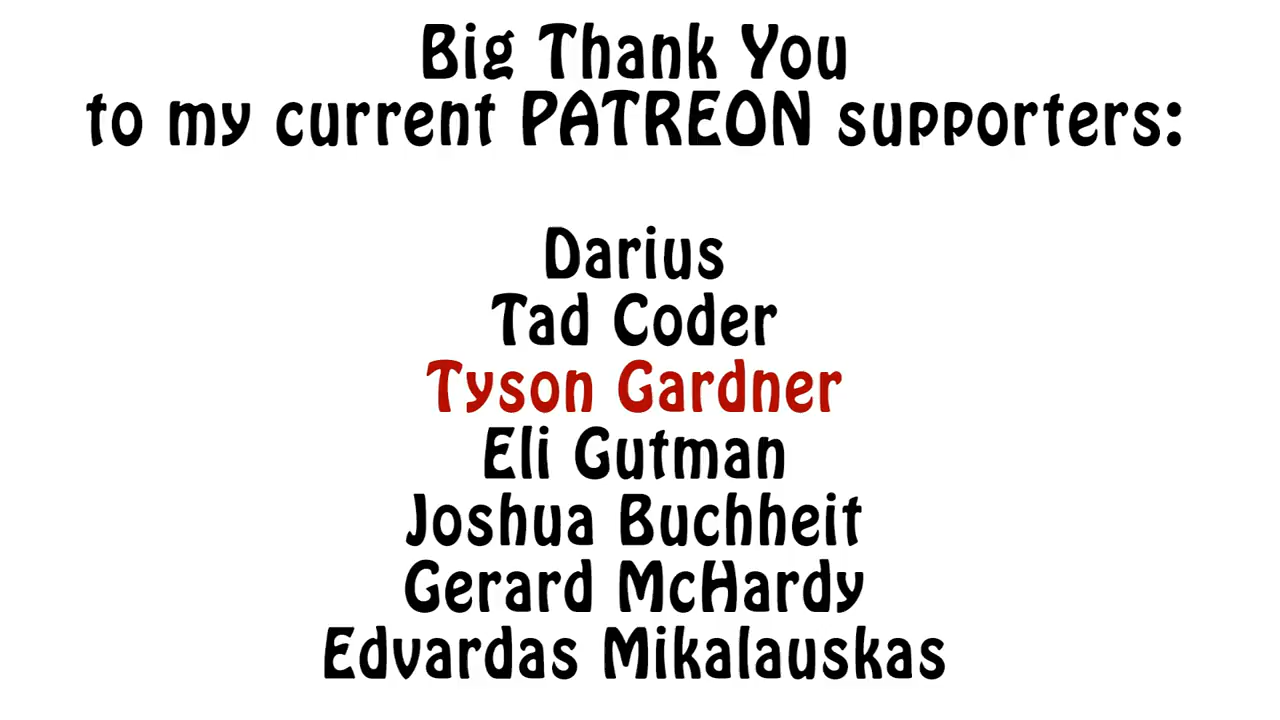 Big Thank You
to my current PATREON supporters:
Darius
Tad Coder
Tyson Gardner
Eli Gutman
Joshua Buchheit
Gerard McHardy
Edvardas Mikalauskas